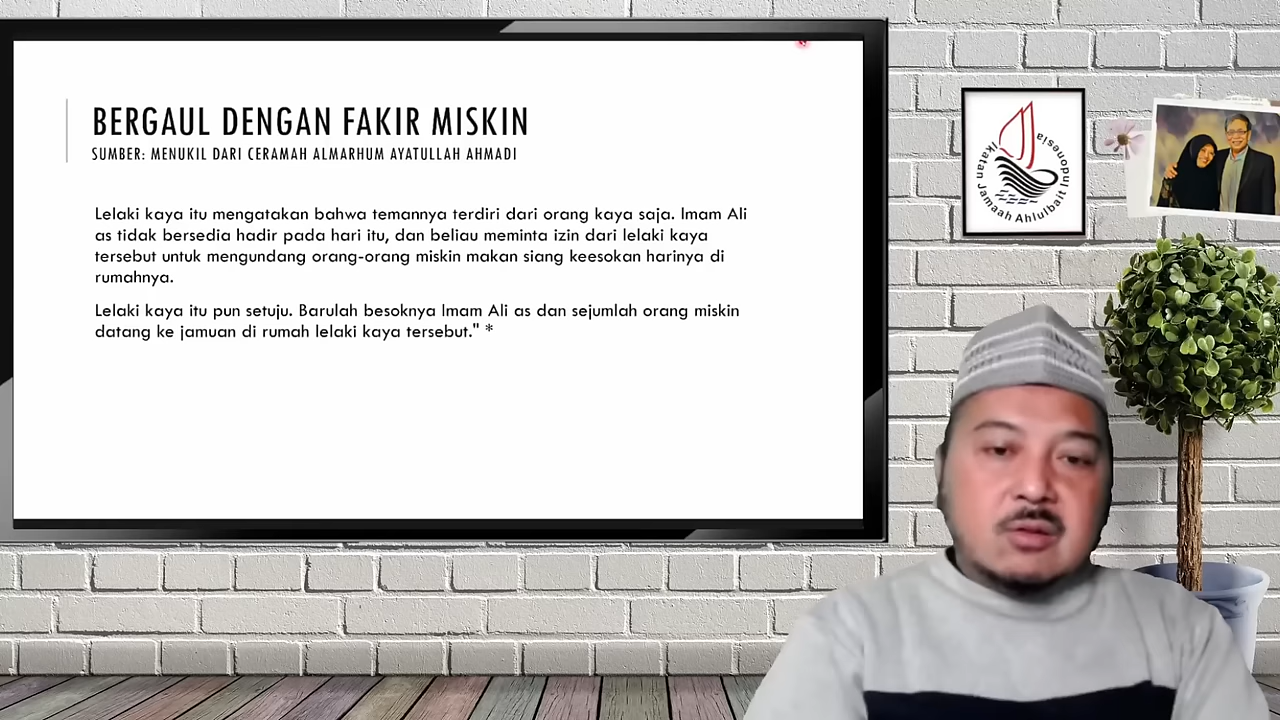 BERGAUL DENGAN FAKIR MISKIN
SUMBER: MENUKIL DARI CERAMAH ALMARHUM AYATULLAH AHMADI
Lelaki kaya itu mengatakan bahwa temannya terdiri dari orang kaya saja. Imam Ali
as tidak bersedia hadir pada hari itu, dan beliau meminta izin dari lelaki kaya
tersebut untuk mengundang orang-orang miskin makan siang keesokan harinya di
rumahnya.
Lelaki kaya itu pun setuju. Barulah besoknya Imam Ali as dan sejumlah orang miskin
datang ke jamuan di rumah lelaki kaya tersebut." *
Ikatan Jamaah Ahlulbait Indonesia